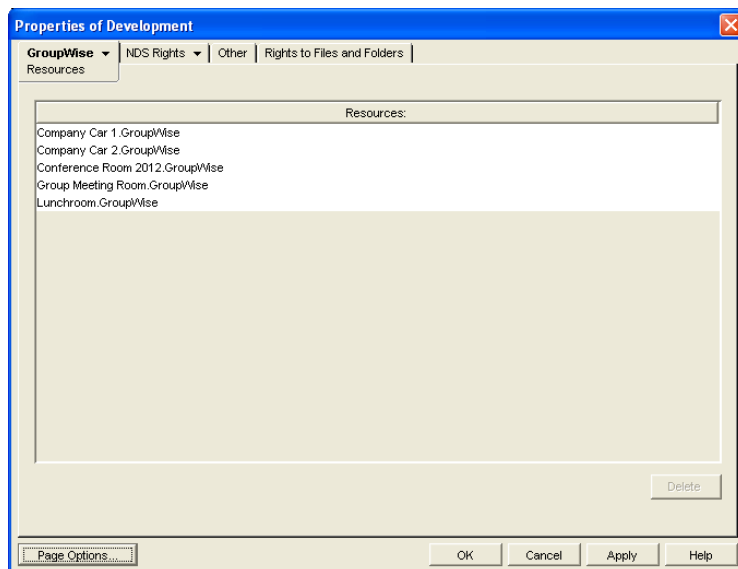 Properties of Development
GroupWise NDS Rights Other Rights to Files and Folders
Resources
Resources:
Company Car 1.GroupWise
Company Car 2.GroupWise
Conference Room 2012.GroupWise
Group Meeting Room.GroupWise
Lunchroom.GroupWise
Delete
Page Options... OK Cancel Apply Help